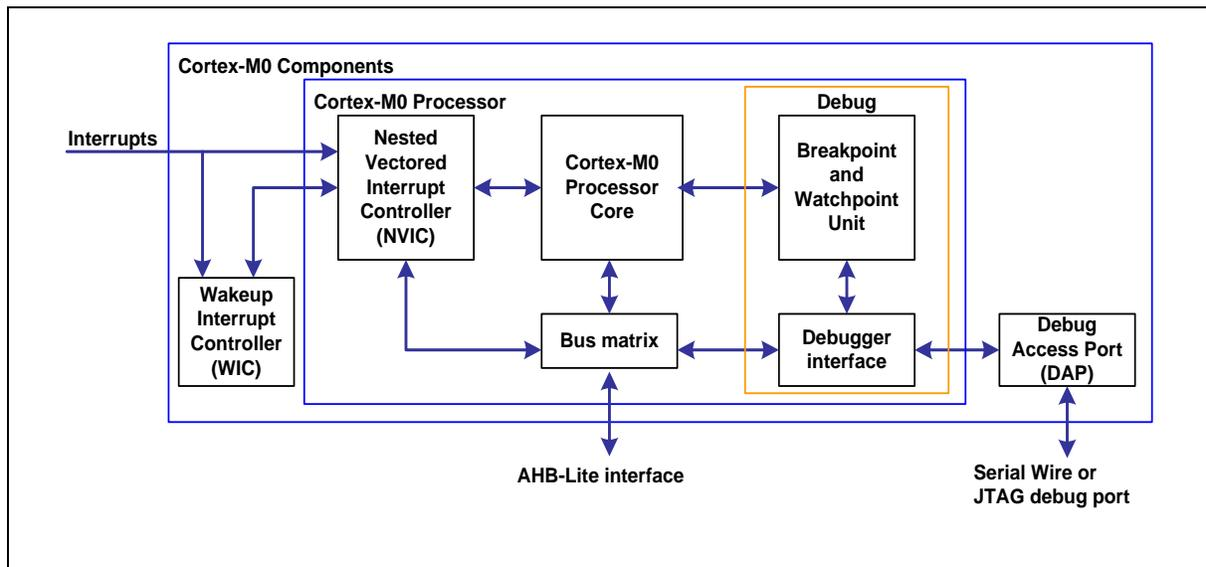 Cortex-M0 Components
Cortex-M0 Processor
Debug
Interrupts
Nested
Vectored
Interrupt
Controller
(NVIC)
Cortex-M0
Processor
Core
Breakpoint
and
Watchpoint
Unit
Wakeup
Interrupt
Controller
(WIC)
Bus matrix
Debugger
interface
Debug
Access Port
(DAP)
AHB-Lite interface
Serial Wire or
JTAG debug port